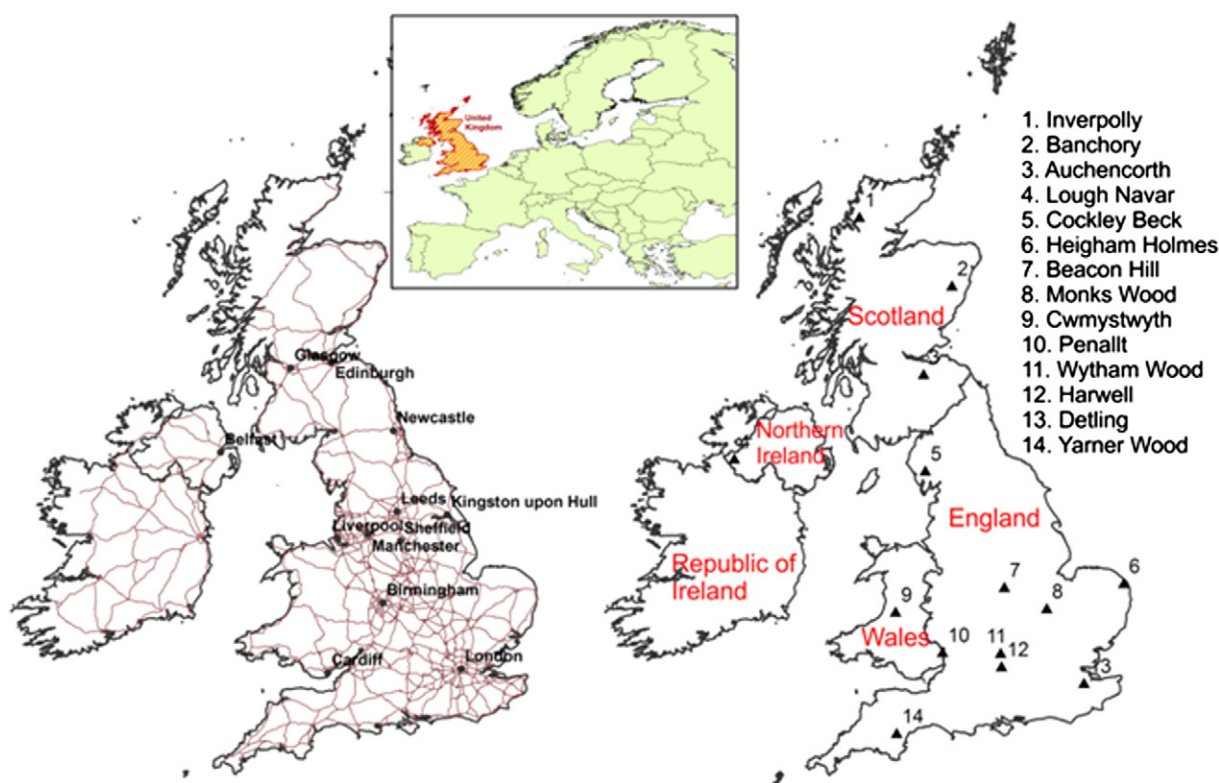 United
Kingdom
Glasgow
Edinburgh
Newcastle
Belfast
Leeds
Kingston upon Hull
Liverpool
Sheffield
Manchester
Birmingham
Cardiff
London
1
2
Scotland
Northern
Ireland
5
England
Republic of
Ireland
7
6
8
9
Wales
10
11
12
3
14
1. Inverpolly
2. Banchory
3. Auchencorth
4. Lough Navar
5. Cockley Beck
6. Heigham Holmes
7. Beacon Hill
8. Monks Wood
9. Cwmystwyth
10. Penallt
11. Wytham Wood
12. Harwell
13. Detling
14. Yarner Wood